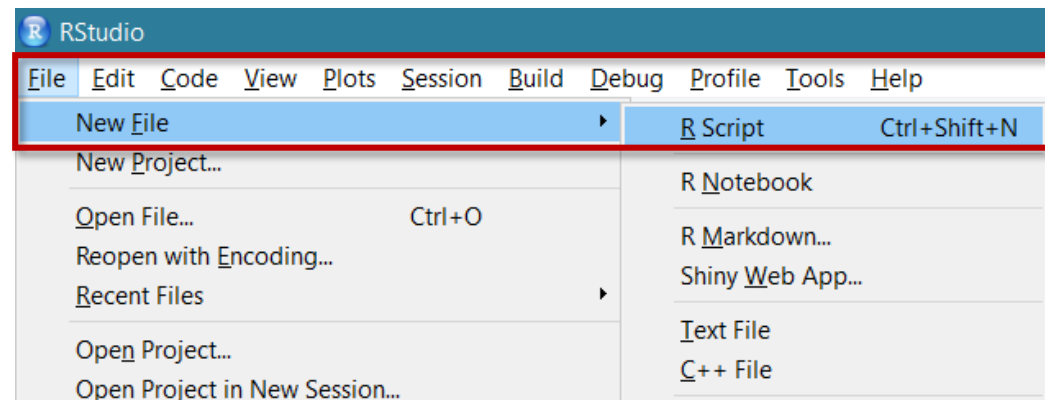 R RStudio
File Edit Code View Plots Session Build Debug Profile Tools Help
New File
New Project...
Open File... Ctrl+O
Reopen with Encoding...
Recent Files
Open Project...
Open Project in New Session...
R Script Ctrl+Shift+N
R Notebook
R Markdown...
Shiny Web App...
Text File
C++ File